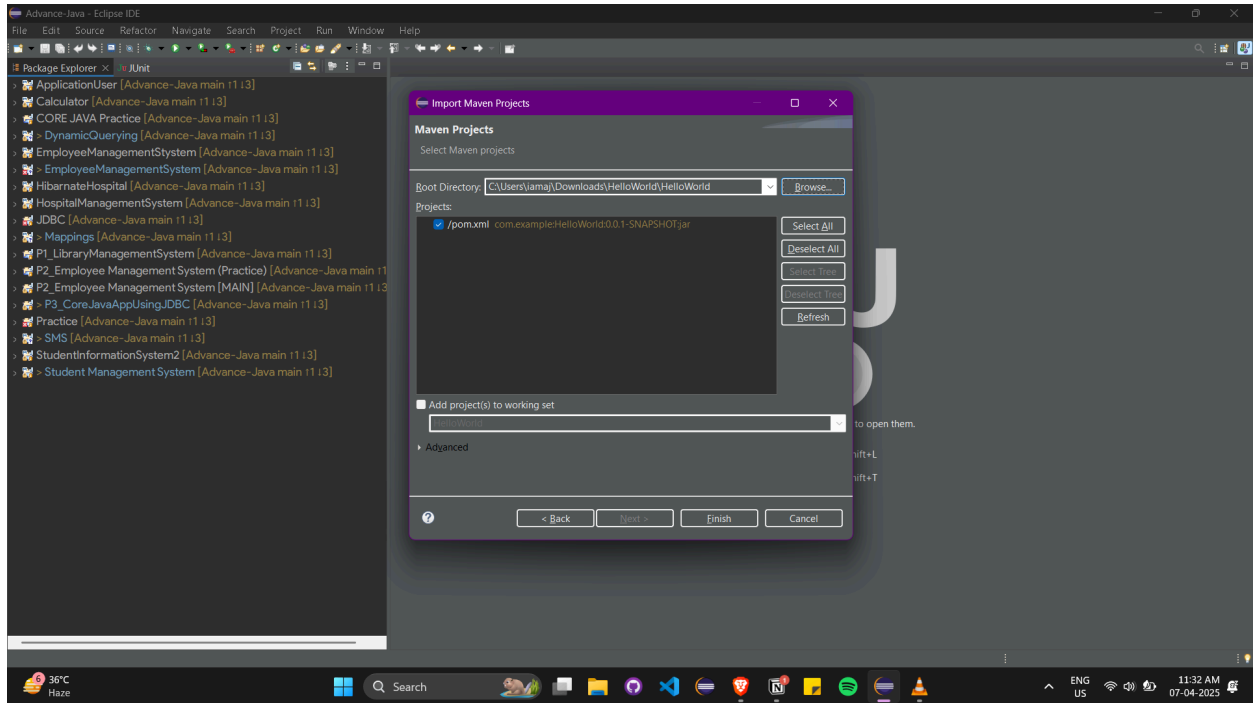 Advance-Java - Eclipse IDE
File Edit Source Refactor Navigate Search Project Run Window Help
Package Explorer × JUnit
ApplicationUser [Advance-Java main ↑1 ↓3]
Calculator [Advance-Java main ↑1 ↓3]
CORE JAVA Practice [Advance-Java main ↑1 ↓3]
> DynamicQuerying [Advance-Java main ↑1 ↓3]
EmployeeManagementStystem [Advance-Java main ↑1 ↓3]
> EmployeeManagementSystem [Advance-Java main ↑1 ↓3]
HibarnateHospital [Advance-Java main ↑1 ↓3]
HospitalManagementSystem [Advance-Java main ↑1 ↓3]
JDBC [Advance-Java main ↑1 ↓3]
> Mappings [Advance-Java main ↑1 ↓3]
P1_LibraryManagementSystem [Advance-Java main ↑1 ↓3]
P2_Employee Management System (Practice) [Advance-Java main ↑1
P2_Employee Management System [MAIN] [Advance-Java main ↑1 ↓3
> P3_CoreJavaAppUsingJDBC [Advance-Java main ↑1 ↓3]
Practice [Advance-Java main ↑1 ↓3]
> SMS [Advance-Java main ↑1 ↓3]
StudentInformationSystem2 [Advance-Java main ↑1 ↓3]
> Student Management System [Advance-Java main ↑1 ↓3]
Import Maven Projects
Maven Projects
Select Maven projects
Root Directory: C:\Users\iamaj\Downloads\HelloWorld\HelloWorld Browse...
Projects:
/pom.xml com.example:HelloWorld:0.0.1-SNAPSHOT:jar
Select All
Deselect All
Select Tree
Deselect Tree
Refresh
Add project(s) to working set
HelloWorld
Advanced
? < Back Next > Finish Cancel
to open them.
hift+L
hift+T
6 36°C
Haze
Search
ENG
US
11:32 AM
07-04-2025